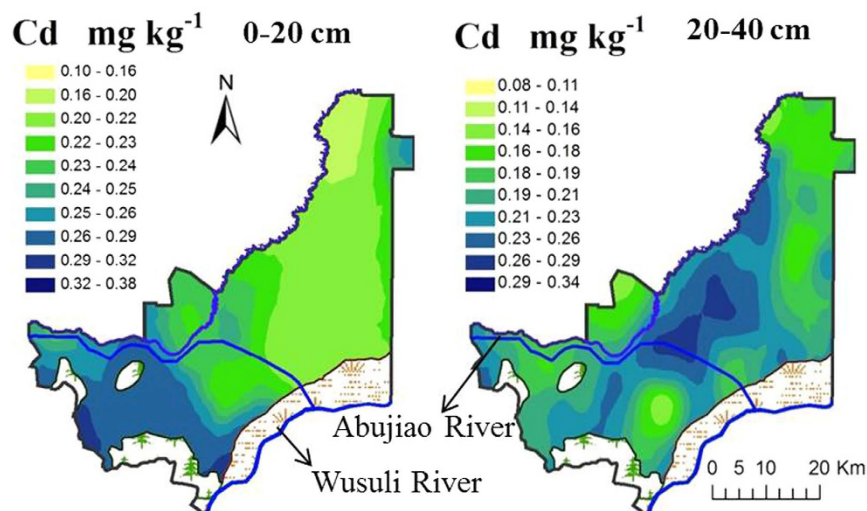 Cd mg kg-1 0-20 cm
0.10 - 0.16
0.16 - 0.20
0.20 - 0.22
0.22 - 0.23
0.23 - 0.24
0.24 - 0.25
0.25 - 0.26
0.26 - 0.29
0.29 - 0.32
0.32 - 0.38
N
Cd mg kg-1 20-40 cm
0.08 - 0.11
0.11 - 0.14
0.14 - 0.16
0.16 - 0.18
0.18 - 0.19
0.19 - 0.21
0.21 - 0.23
0.23 - 0.26
0.26 - 0.29
0.29 - 0.34
Abujiao River
Wusuli River
0 5 10 20 Km